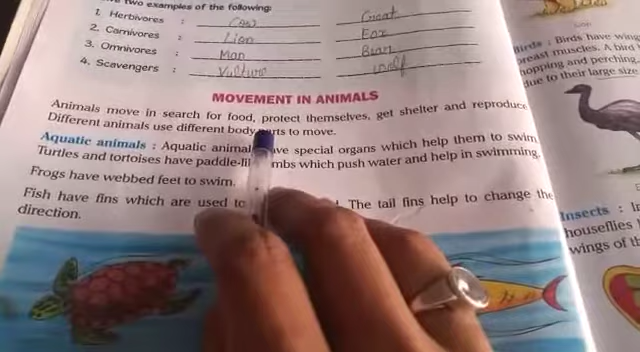 two examples of the following:
1. Herbivores : Cow Goat
2. Carnivores : Lion Fox
3. Omnivores : Man Bear
4. Scavengers : Vulture wolf
MOVEMENT IN ANIMALS
Animals move in search for food, protect themselves, get shelter and reproduce
Different animals use different body parts to move.
Aquatic animals : Aquatic animal ave special organs which help them to swim
Turtles and tortoises have paddle-li mbs which push water and help in swimming.
Frogs have webbed feet to swim.
Fish have fins which are used to The tail fins help to change the
direction.
Birds : Birds have wing
breast muscles. A bird
hopping and perching.
due to their large size
Insects : In
houseflies
wings of th